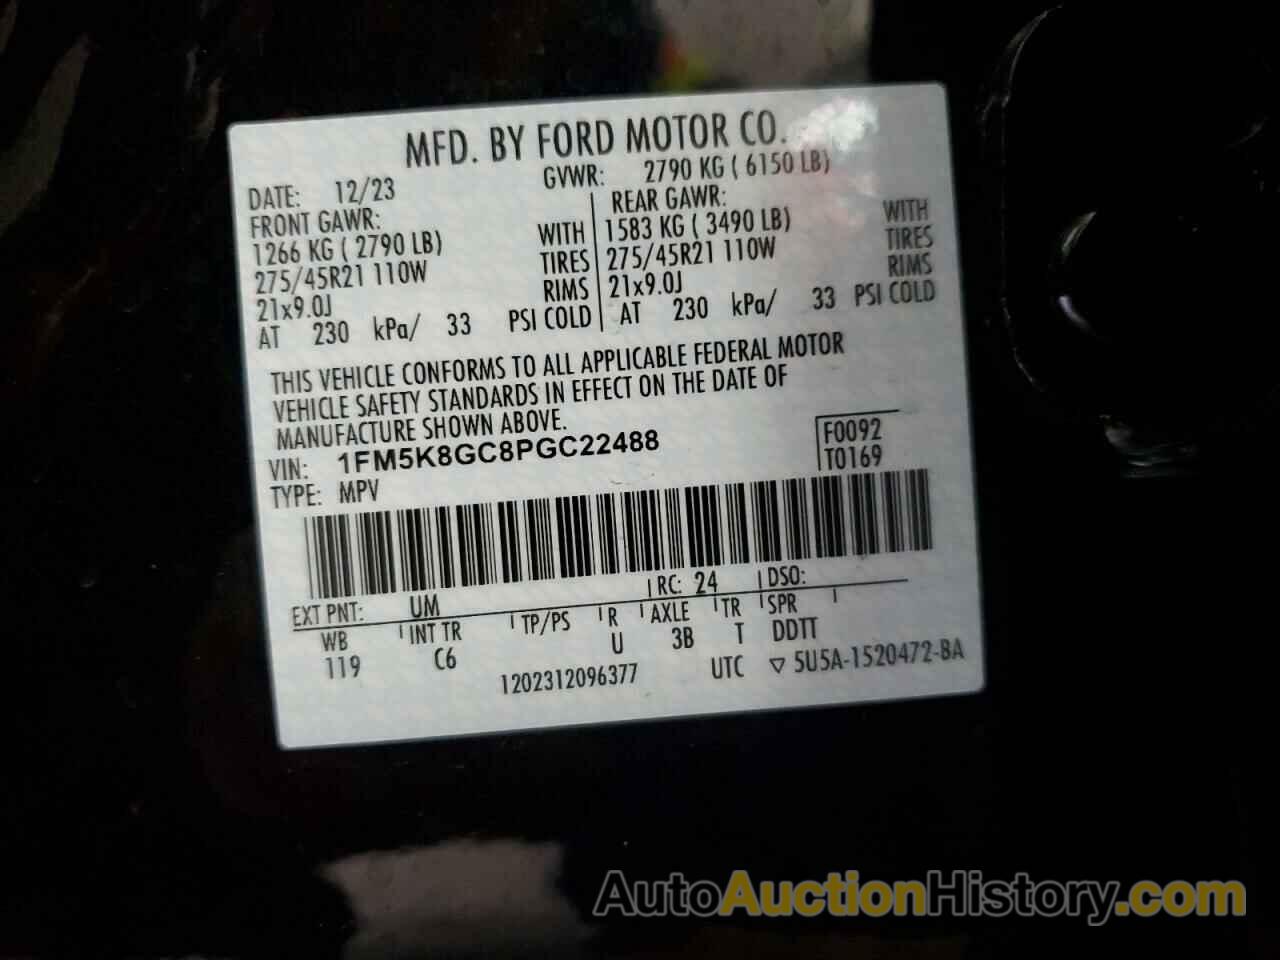 MFD. BY FORD MOTOR CO.
DATE: 12/23 GVWR: 2790 KG ( 6150 LB)
FRONT GAWR: REAR GAWR:
1266 KG ( 2790 LB) WITH 1583 KG ( 3490 LB) WITH
275/45R21 110W TIRES 275/45R21 110W TIRES
21x9.0J RIMS 21x9.0J RIMS
AT 230 kPa/ 33 PSI COLD AT 230 kPa/ 33 PSI COLD
THIS VEHICLE CONFORMS TO ALL APPLICABLE FEDERAL MOTOR
VEHICLE SAFETY STANDARDS IN EFFECT ON THE DATE OF
MANUFACTURE SHOWN ABOVE.
VIN: 1FM5K8GC8PGC22488 F0092
TYPE: MPV T0169
EXT PNT: UM RC: 24 DSO:
WB INT TR TP/PS R AXLE TR SPR
119 C6 U 3B T DDTT
1202312096377 UTC ▽ 5U5A-1520472-BA
AutoAuctionHistory.com